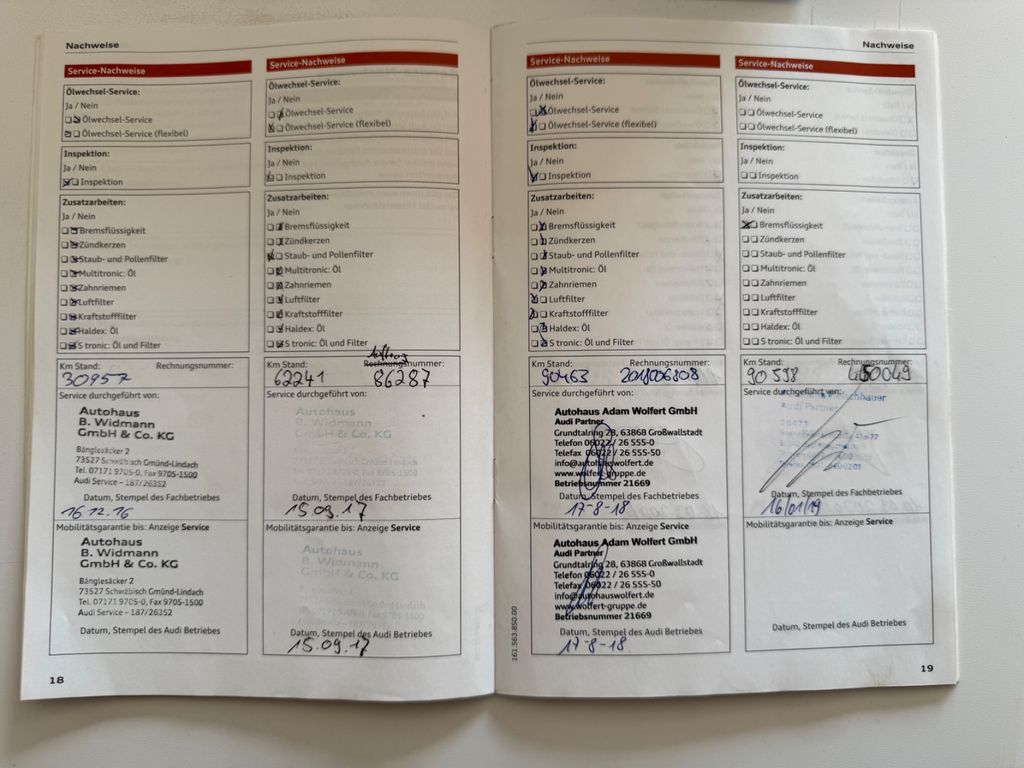 Nachweise
Service-Nachweise
Ölwechsel-Service:
Ja / Nein
Ölwechsel-Service
Ölwechsel-Service (flexibel)
Inspektion:
Ja / Nein
Inspektion
Zusatzarbeiten:
Ja / Nein
Bremsflüssigkeit
Zündkerzen
Staub- und Pollenfilter
Multitronic: Öl
Zahnriemen
Luftfilter
Kraftstofffilter
Haldex: Öl
S tronic: Öl und Filter
Km Stand: Rechnungsnummer:
30957
Service durchgeführt von:
Autohaus
B. Widmann
GmbH & Co. KG
Bänglesäcker 2
73527 Schwäbisch Gmünd-Lindach
Tel. 07171 9705-0, Fax 9705-1500
Audi Service – 187/26352
Datum, Stempel des Fachbetriebes
16.12.16
Mobilitätsgarantie bis: Anzeige Service
Autohaus
B. Widmann
GmbH & Co. KG
Bänglesäcker 2
73527 Schwäbisch Gmünd-Lindach
Tel. 07171 9705-0, Fax 9705-1500
Audi Service – 187/26352
Datum, Stempel des Audi Betriebes
18
Service-Nachweise
Ölwechsel-Service:
Ja / Nein
Ölwechsel-Service
Ölwechsel-Service (flexibel)
Inspektion:
Ja / Nein
Inspektion
Zusatzarbeiten:
Ja / Nein
Bremsflüssigkeit
Zündkerzen
Staub- und Pollenfilter
Multitronic: Öl
Zahnriemen
Luftfilter
Kraftstofffilter
Haldex: Öl
S tronic: Öl und Filter
Auftrag
Km Stand: Rechnungsnummer:
62241 86287
Service durchgeführt von:
Autohaus
B. Widmann
GmbH & Co. KG
Datum, Stempel des Fachbetriebes
15.09.17
Mobilitätsgarantie bis: Anzeige Service
Autohaus
B. Widmann
GmbH & Co. KG
Datum, Stempel des Audi Betriebes
15.09.17
Service-Nachweise
Ölwechsel-Service:
Ja / Nein
Ölwechsel-Service
Ölwechsel-Service (flexibel)
Inspektion:
Ja / Nein
Inspektion
Zusatzarbeiten:
Ja / Nein
Bremsflüssigkeit
Zündkerzen
Staub- und Pollenfilter
Multitronic: Öl
Zahnriemen
Luftfilter
Kraftstofffilter
Haldex: Öl
S tronic: Öl und Filter
Km Stand: Rechnungsnummer:
90463 2018006808
Service durchgeführt von:
Autohaus Adam Wolfert GmbH
Audi Partner
Grundtalring 28, 63868 Großwallstadt
Telefon 06022 / 26 555-0
Telefax 06022 / 26 555-50
info@autohauswolfert.de
www.wolfert-gruppe.de
Betriebsnummer 21669
Datum, Stempel des Fachbetriebes
17-8-18
Mobilitätsgarantie bis: Anzeige Service
Autohaus Adam Wolfert GmbH
Audi Partner
Grundtalring 28, 63868 Großwallstadt
Telefon 06022 / 26 555-0
Telefax 06022 / 26 555-50
info@autohauswolfert.de
www.wolfert-gruppe.de
Betriebsnummer 21669
Datum, Stempel des Audi Betriebes
17-8-18
161.563.850.00
Nachweise
Service-Nachweise
Ölwechsel-Service:
Ja / Nein
Ölwechsel-Service
Ölwechsel-Service (flexibel)
Inspektion:
Ja / Nein
Inspektion
Zusatzarbeiten:
Ja / Nein
Bremsflüssigkeit
Zündkerzen
Staub- und Pollenfilter
Multitronic: Öl
Zahnriemen
Luftfilter
Kraftstofffilter
Haldex: Öl
S tronic: Öl und Filter
Km Stand: Rechnungsnummer:
90598
Service durchgeführt von:
Audi Partner
Datum, Stempel des Fachbetriebes
16/01/19
Mobilitätsgarantie bis: Anzeige Service
Datum, Stempel des Audi Betriebes
19